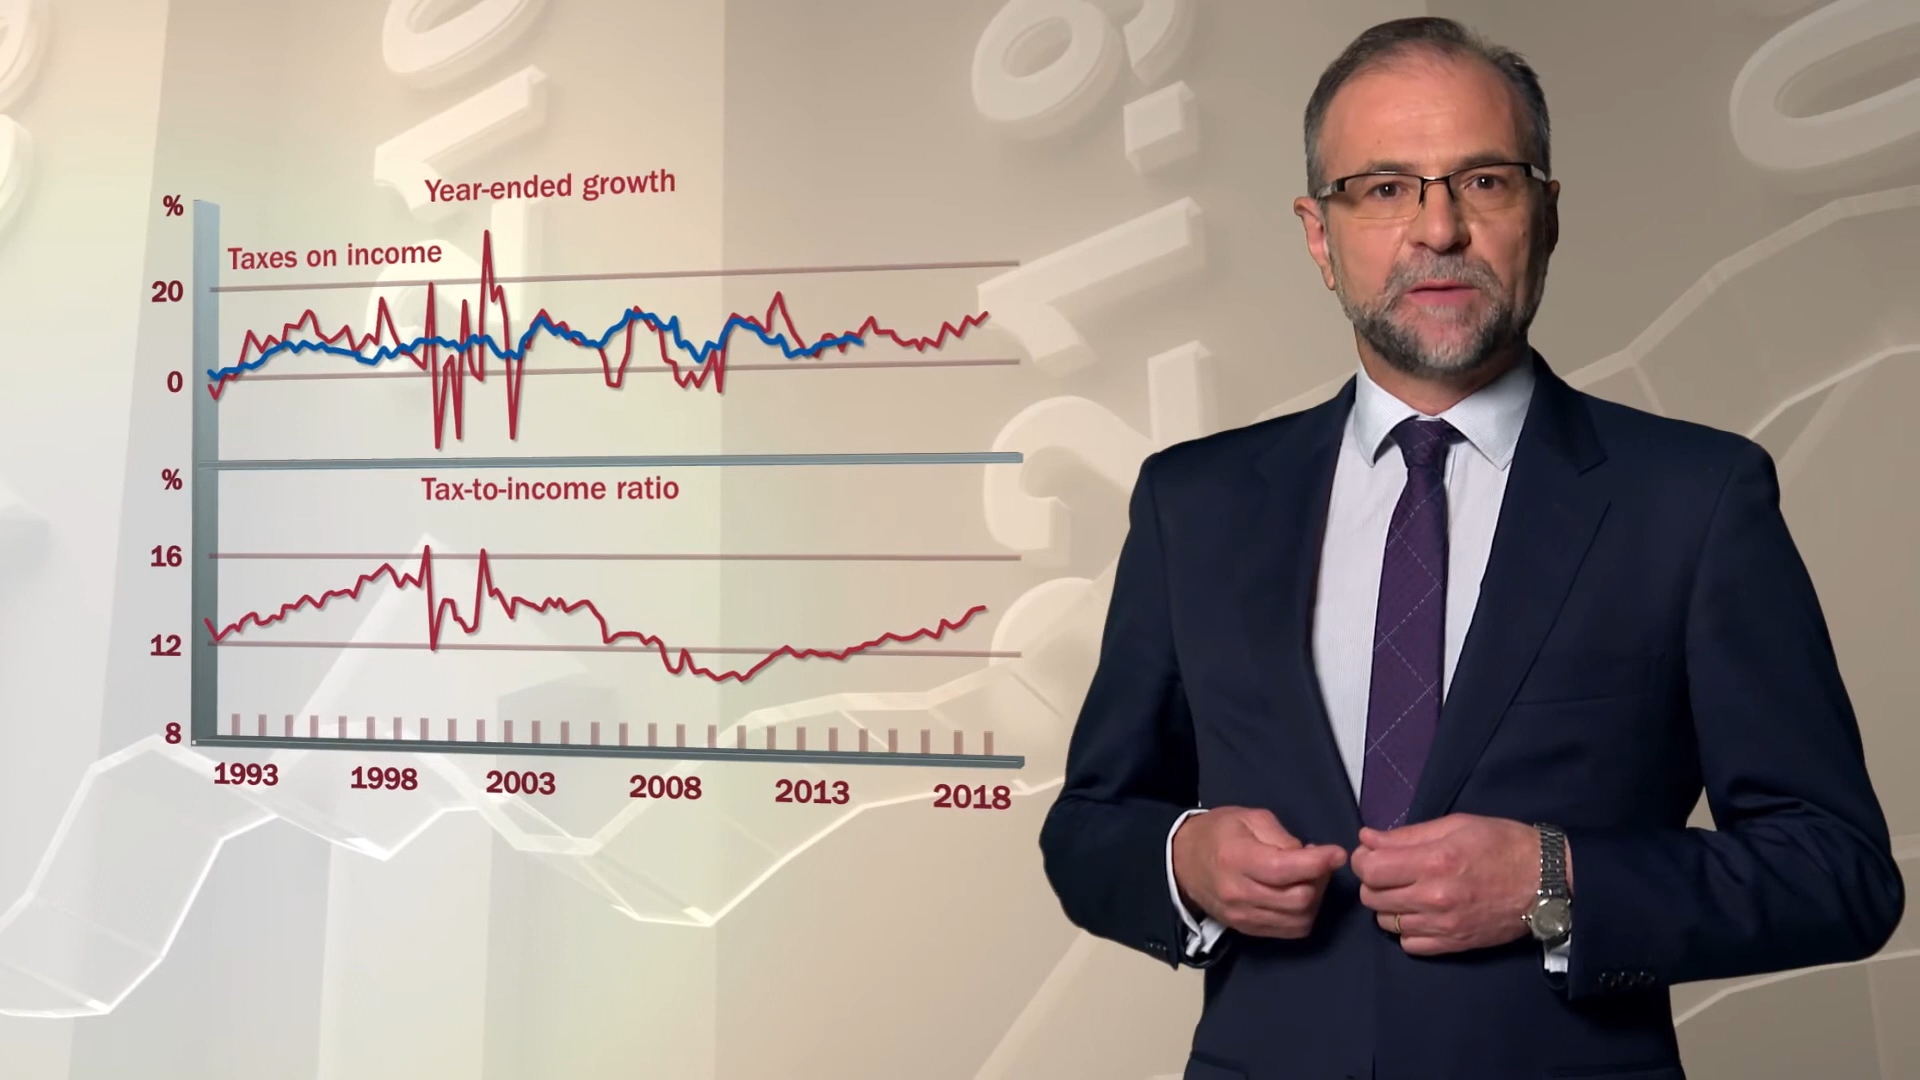 Year-ended growth
%
Taxes on income
20
0
%
Tax-to-income ratio
16
12
8
1993 1998 2003 2008 2013 2018